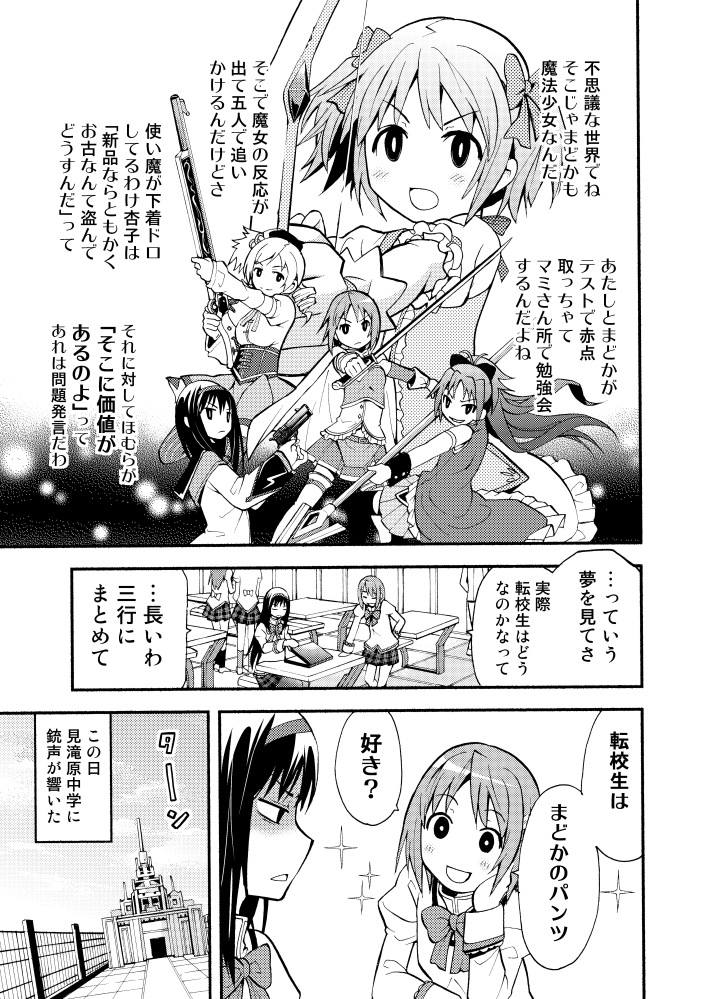 不思議な世界でね
そこじゃまどかも
魔法少女なんだ
あたしとまどかが
テストで赤点
取っちゃて
マミさん所で勉強会
するんだよね
そこで魔女の反応が
出て五人で追い
かけるんだけどさ
使い魔が下着ドロ
してるわけ杏子は
「新品ならともかく
お古なんて盗んで
どうすんだ」って
それに対してほむらが
「そこに価値が
あるのよ」って
あれは問題発言だわ
…っていう
夢を見てさ
実際
転校生はどう
なのかなって
…長いわ
三行に
まとめて
転校生は
まどかのパンツ
好き？
ターーン
この日
見滝原中学に
銃声が響いた